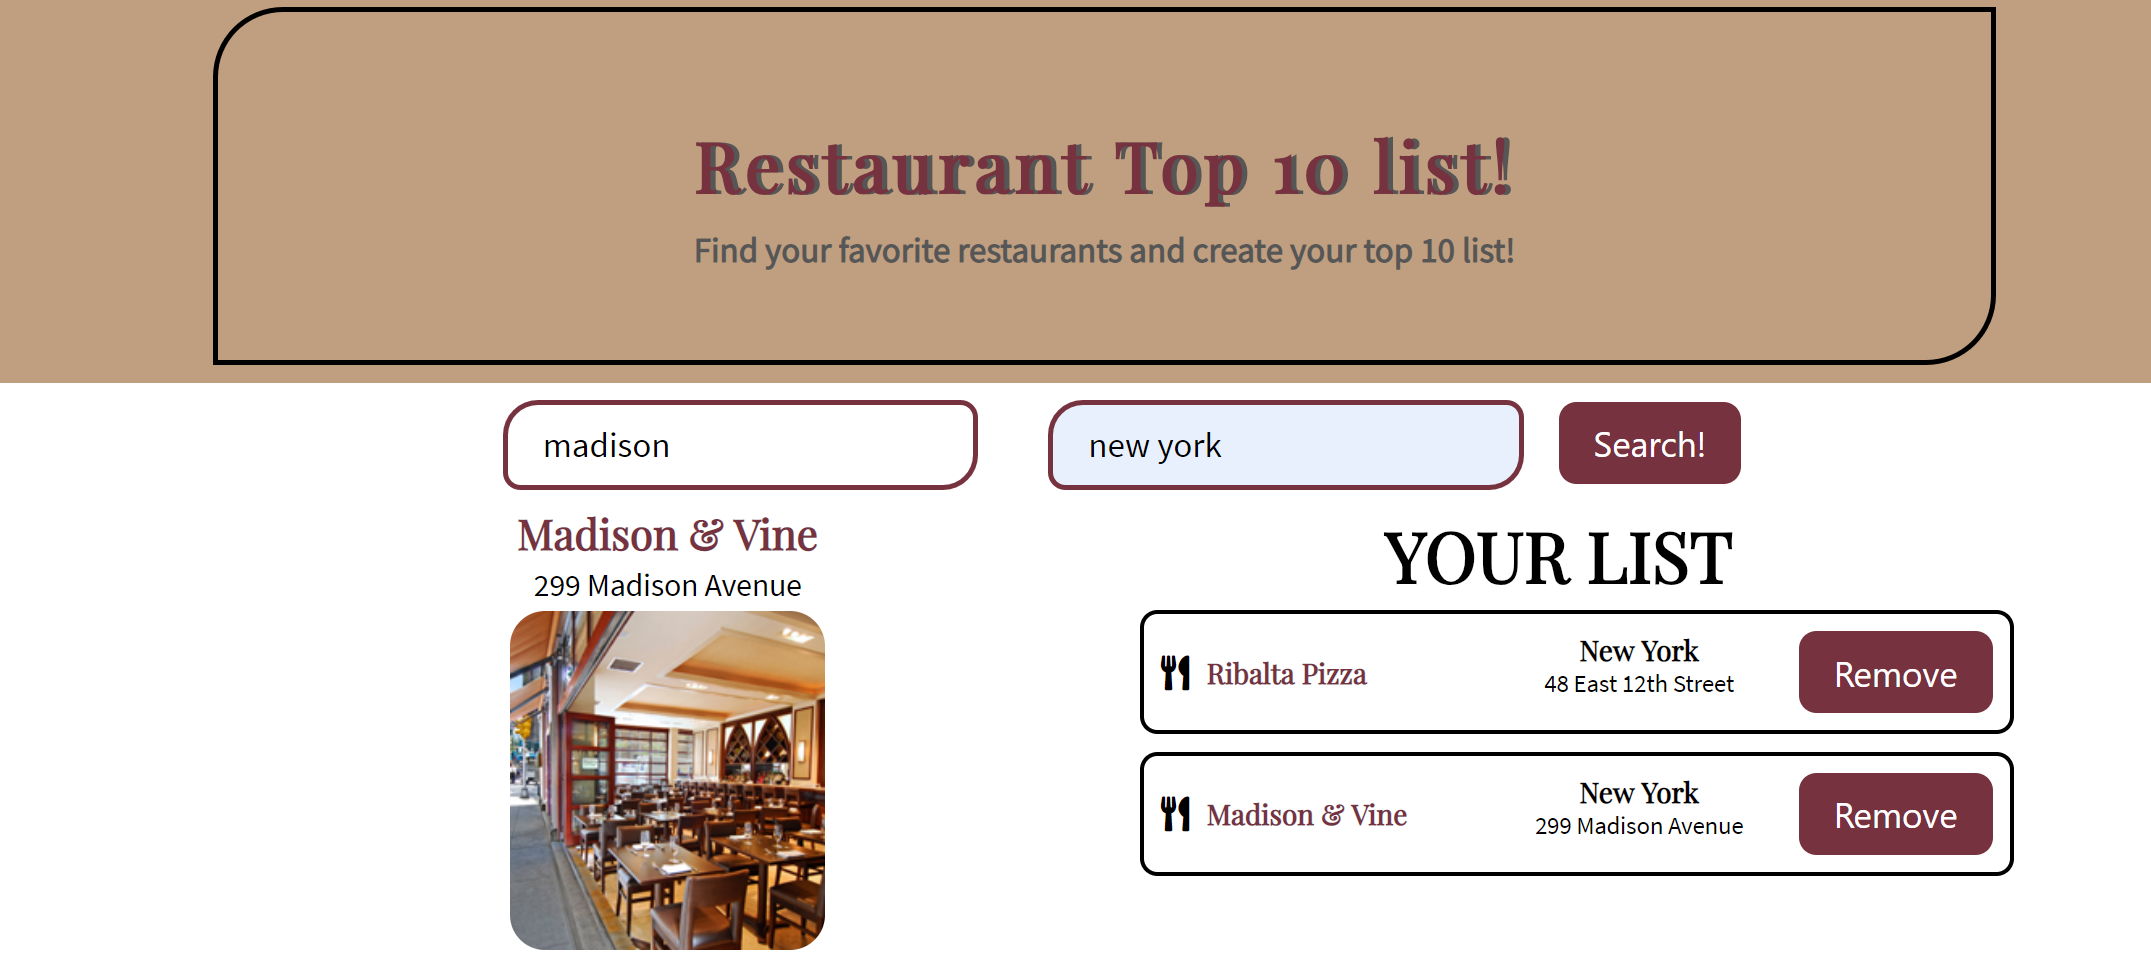 Restaurant Top 10 list!
Find your favorite restaurants and create your top 10 list!
madison
new york
Search!
Madison & Vine
299 Madison Avenue
YOUR LIST
Ribalta Pizza
New York
48 East 12th Street
Remove
Madison & Vine
New York
299 Madison Avenue
Remove